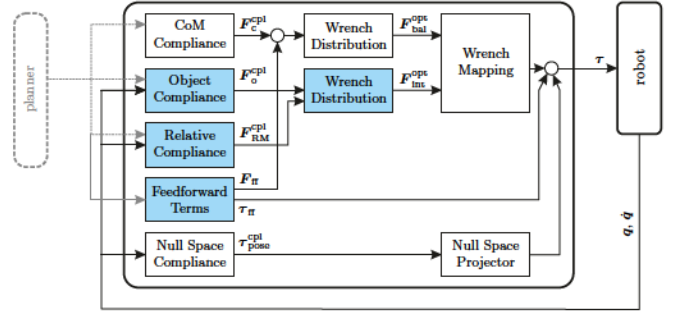 planner
CoM
Compliance
F_c^cpl
Wrench
Distribution
F_bal^opt
Wrench
Mapping
τ
robot
Object
Compliance
F_o^cpl
Wrench
Distribution
F_int^opt
Relative
Compliance
F_RM^cpl
Feedforward
Terms
F_ff
τ_ff
Null Space
Compliance
τ_pose^cpl
Null Space
Projector
q, q̇